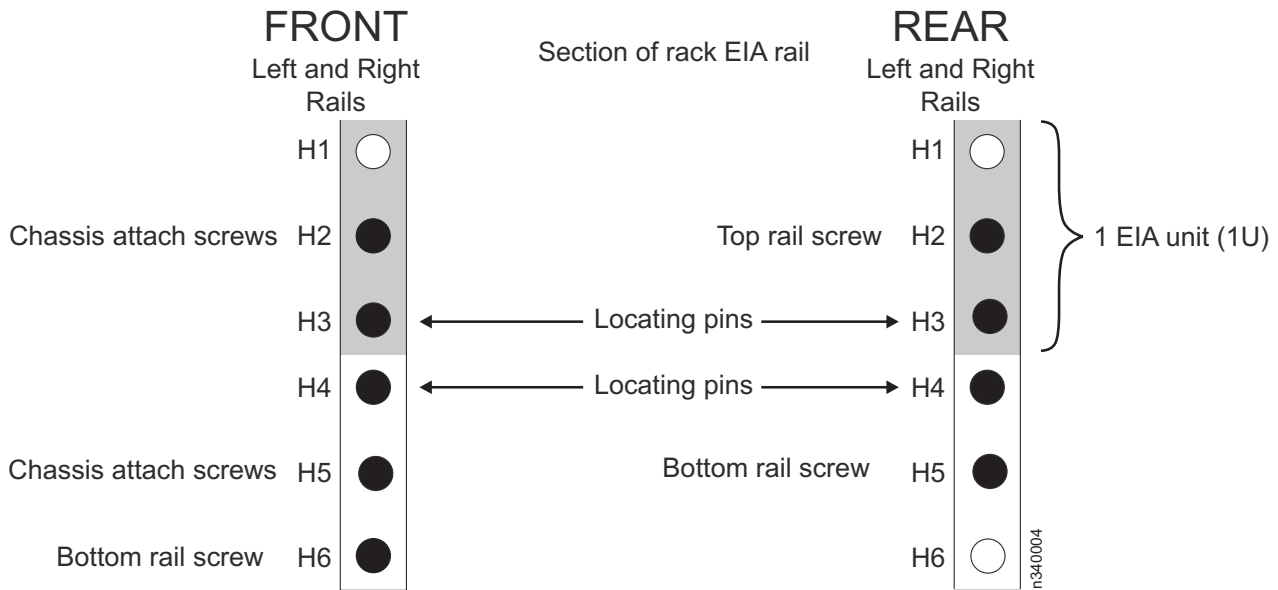 FRONT
Left and Right
Rails
Section of rack EIA rail
REAR
Left and Right
Rails
H1
H1
Chassis attach screws H2
Top rail screw H2
1 EIA unit (1U)
H3
Locating pins
H3
H4
Locating pins
H4
Chassis attach screws H5
Bottom rail screw H5
Bottom rail screw H6
H6
n340004